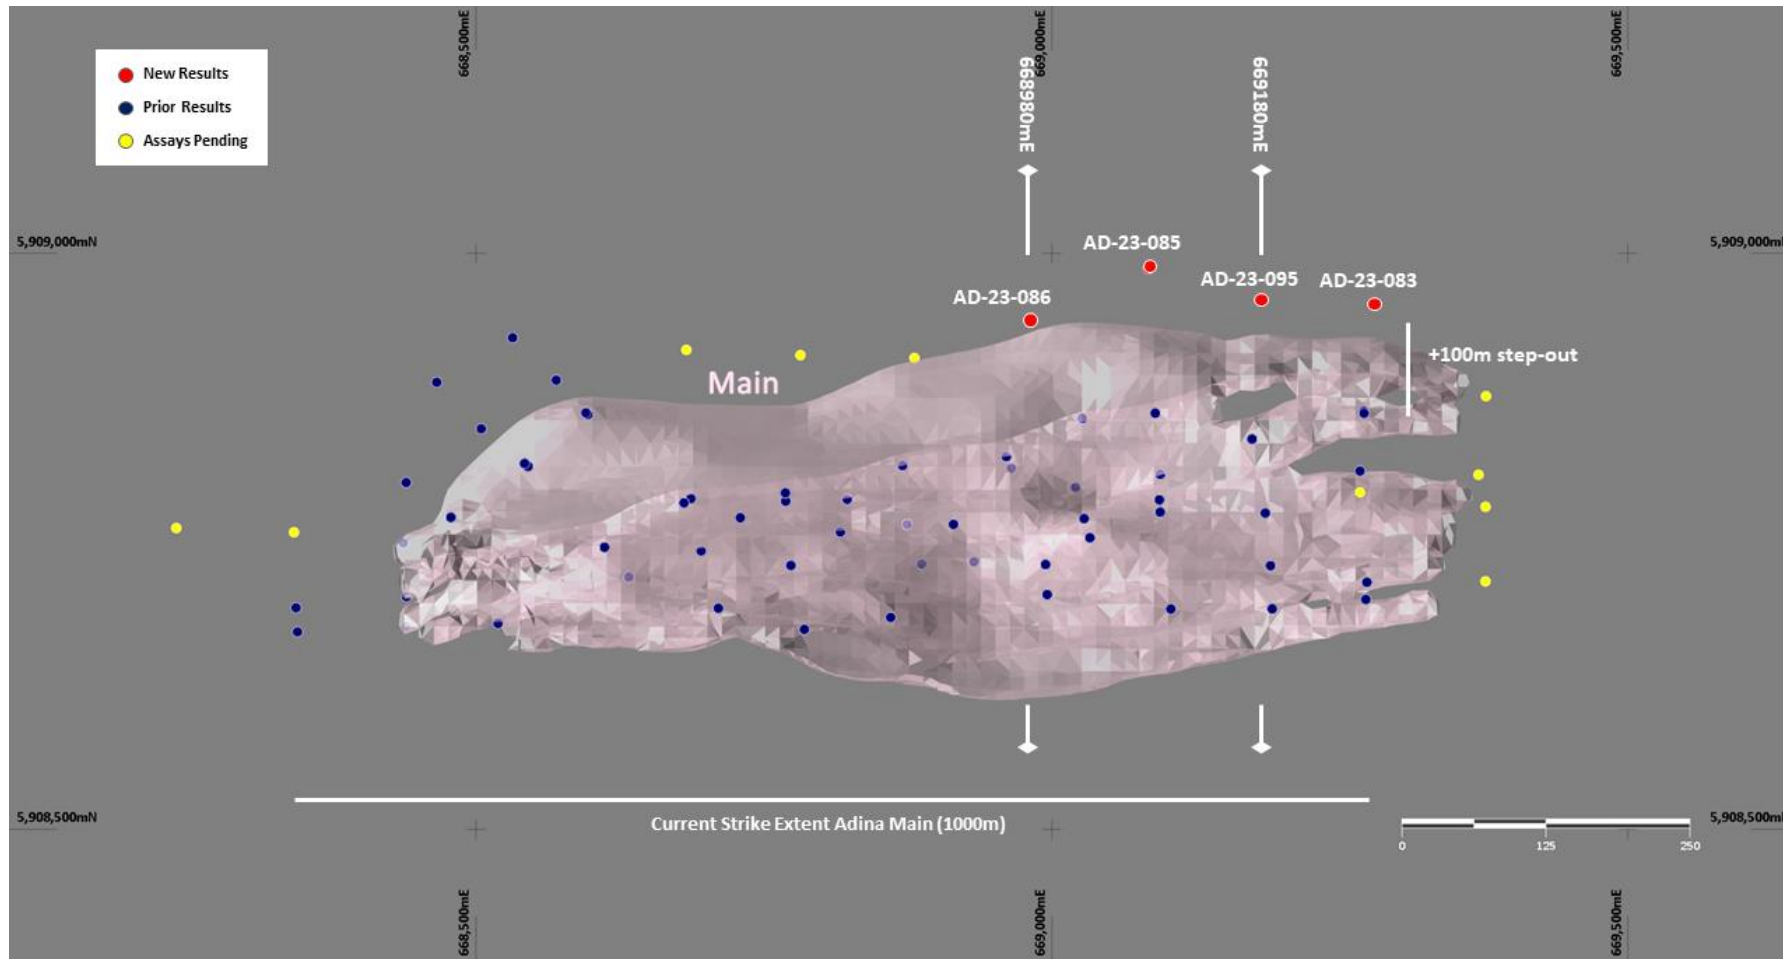 668,500mE
669,000mE
669,500mE
New Results
Prior Results
Assays Pending
668980mE
669180mE
5,909,000mN
5,909,000mN
AD-23-085
AD-23-095
AD-23-083
AD-23-086
+100m step-out
Main
5,908,500mN
5,908,500mN
Current Strike Extent Adina Main (1000m)
0
125
250
668,500mE
669,000mE
669,500mE